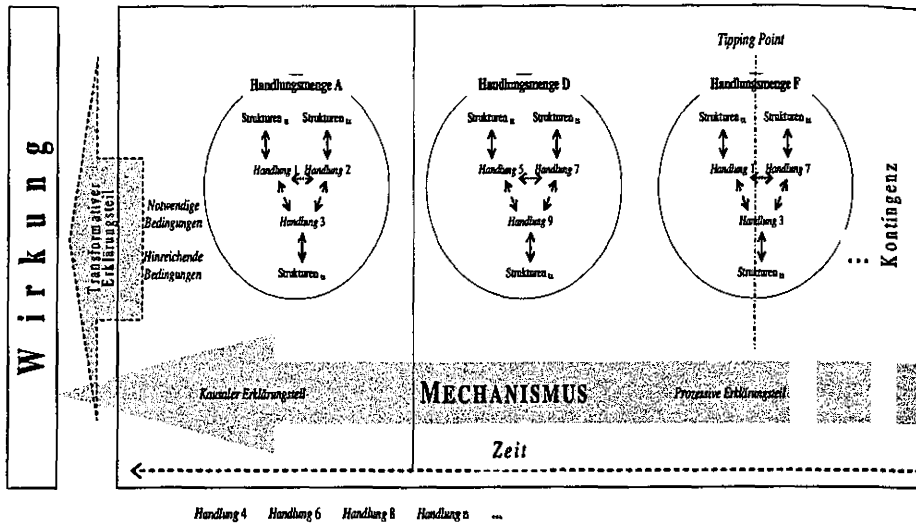 Wirkung
Transformativer
Erklärungsteil
Notwendige
Bedingungen
Hinreichende
Bedingungen
Handlungsmenge A
Strukturen Strukturen
Handlung 1 Handlung 2
Handlung 3
Strukturen
Handlungsmenge D
Strukturen Strukturen
Handlung 5 Handlung 7
Handlung 9
Strukturen
Tipping Point
Handlungsmenge F
Strukturen Strukturen
Handlung 1 Handlung 7
Handlung 3
Strukturen
...
Kontingenz
Kausaler Erklärungsteil
MECHANISMUS
Prozessive Erklärungsteil
Zeit
Handlung 4 Handlung 6 Handlung 8 Handlung n ...